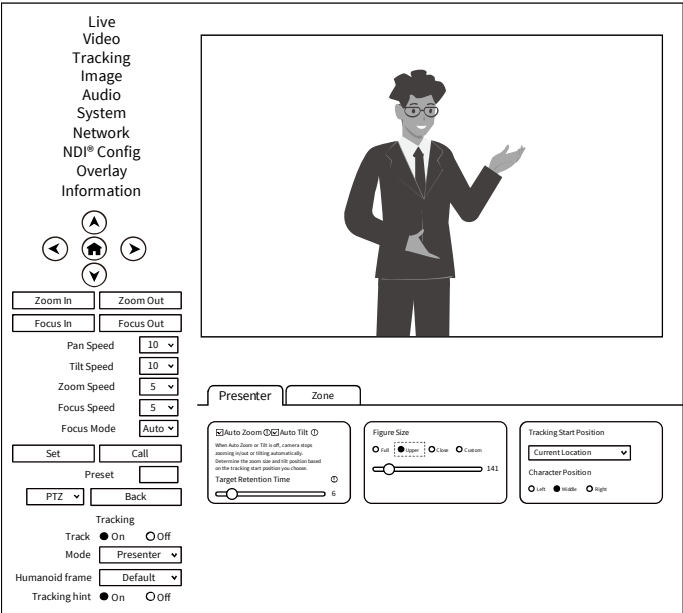 Live
Video
Tracking
Image
Audio
System
Network
NDI® Config
Overlay
Information
Zoom In Zoom Out
Focus In Focus Out
Pan Speed 10
Tilt Speed 10
Zoom Speed 5
Focus Speed 5
Focus Mode Auto
Set Call
Preset
PTZ Back
Tracking
Track On Off
Mode Presenter
Humanoid frame Default
Tracking hint On Off
Presenter Zone
Auto Zoom Auto Tilt
When Auto Zoom or Tilt is off, camera stops
zooming in/out or tilting automatically.
Determine the zoom size and tilt position based
on the tracking start position you choose.
Target Retention Time
6
Figure Size
Full Upper Close Custom
141
Tracking Start Position
Current Location
Character Position
Left Middle Right